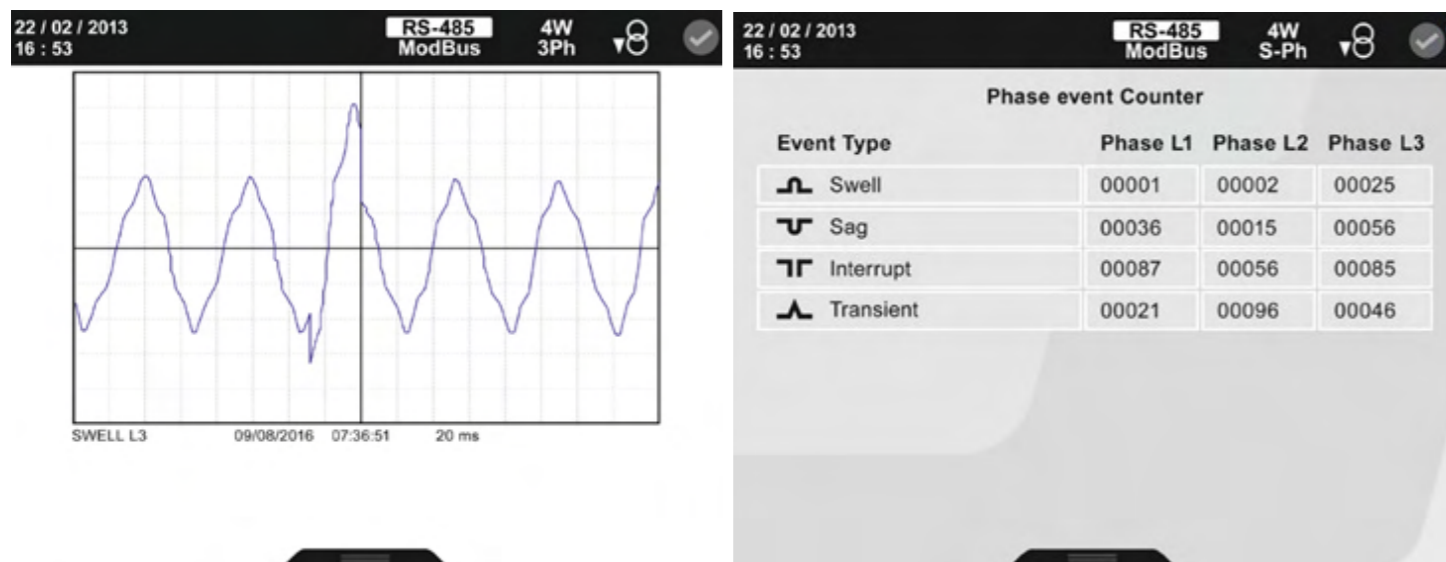 22 / 02 / 2013
16 : 53
RS-485
ModBus
4W
3Ph
SWELL L3 09/08/2016 07:36:51 20 ms
22 / 02 / 2013
16 : 53
RS-485
ModBus
4W
S-Ph
Phase event Counter
Event Type Phase L1 Phase L2 Phase L3
Swell 00001 00002 00025
Sag 00036 00015 00056
Interrupt 00087 00056 00085
Transient 00021 00096 00046